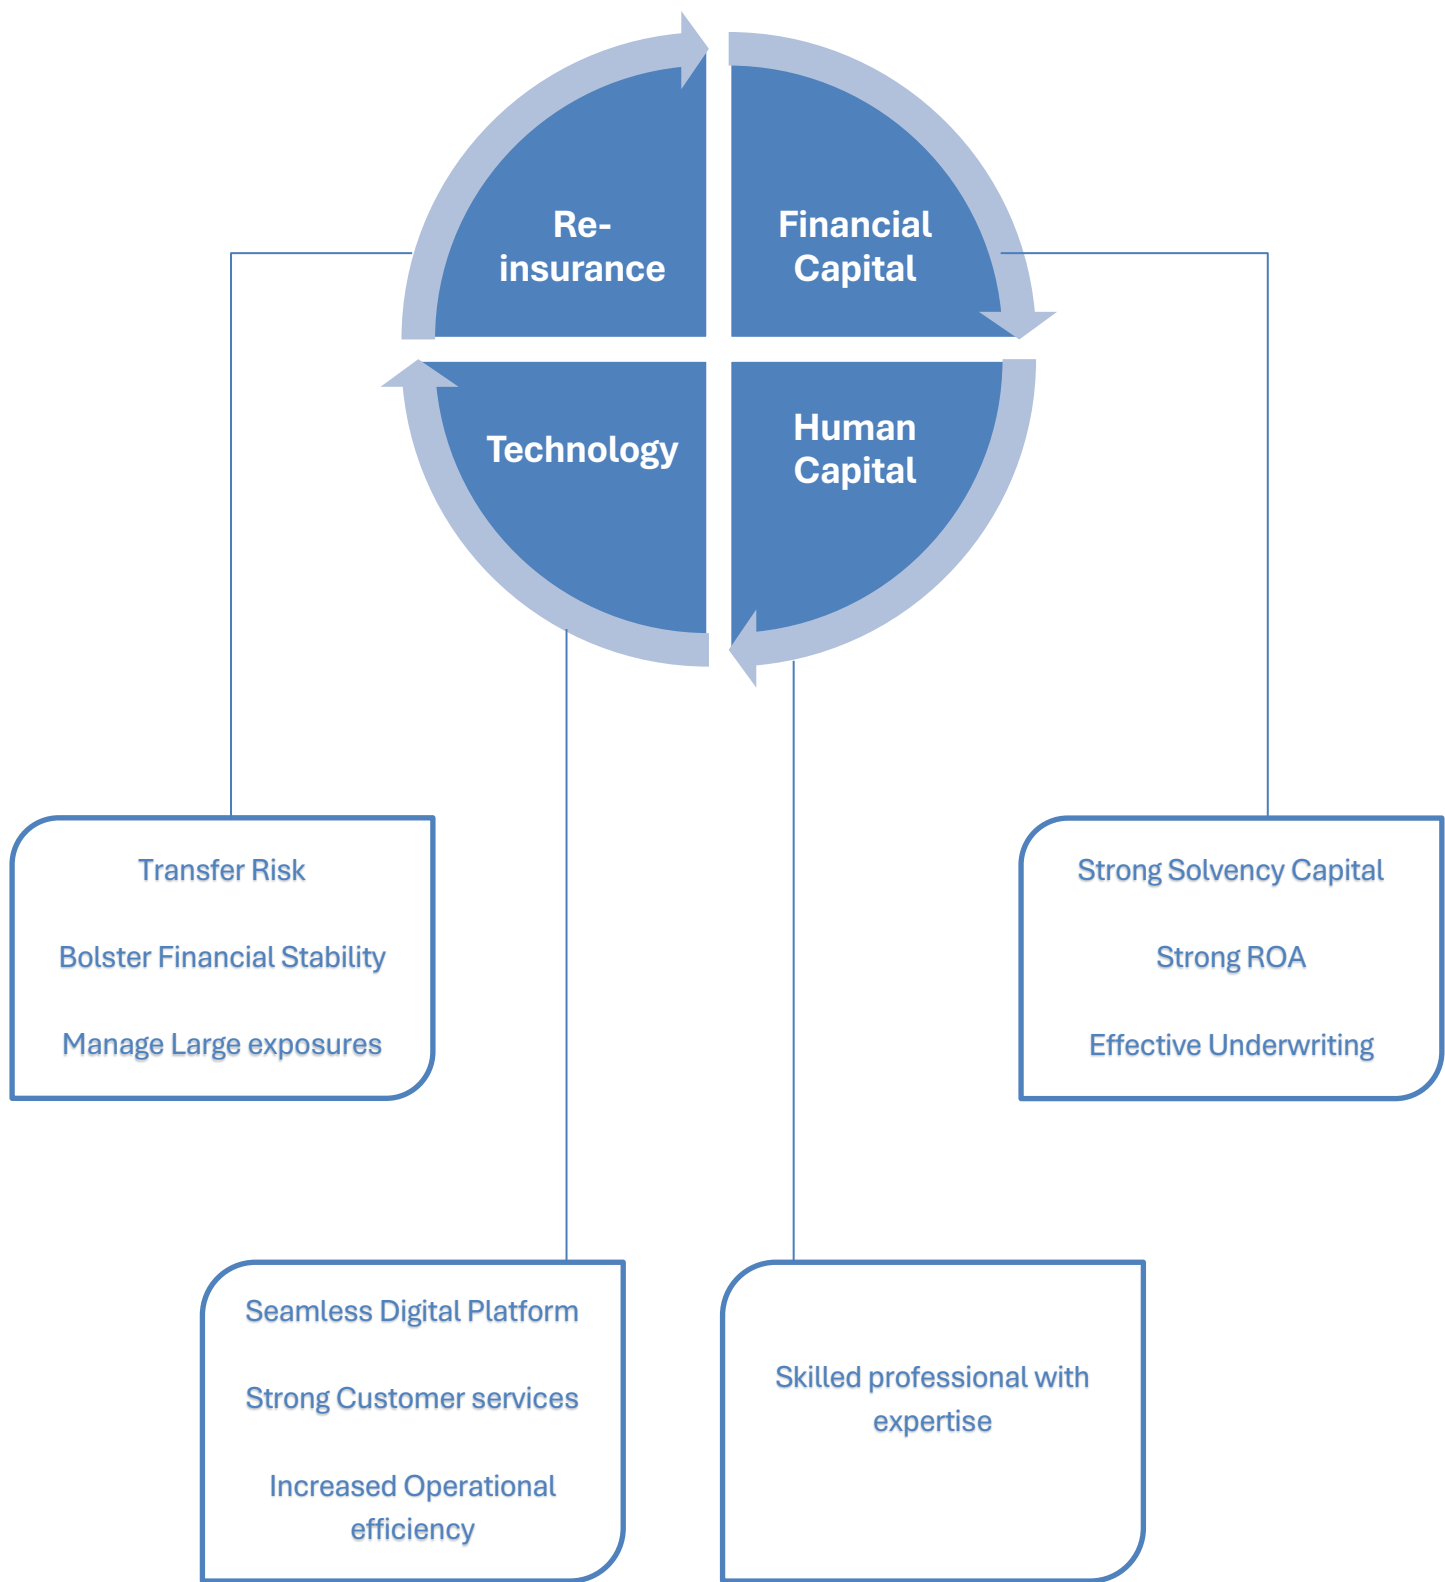 Re-
insurance
Financial
Capital
Technology
Human
Capital
Transfer Risk
Bolster Financial Stability
Manage Large exposures
Strong Solvency Capital
Strong ROA
Effective Underwriting
Seamless Digital Platform
Strong Customer services
Increased Operational
efficiency
Skilled professional with
expertise